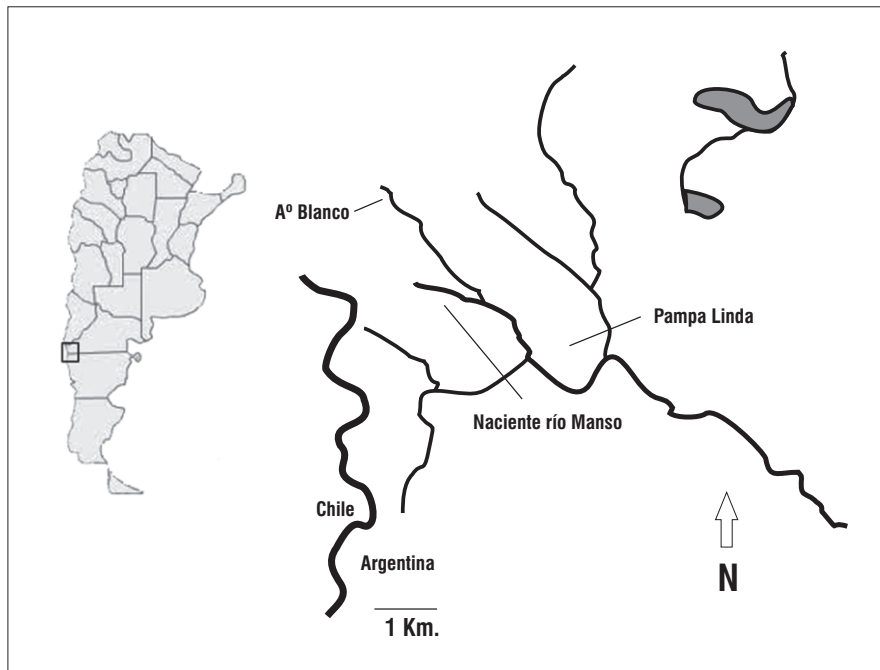 Aº Blanco
Pampa Linda
Naciente río Manso
Chile
Argentina
N
1 Km.